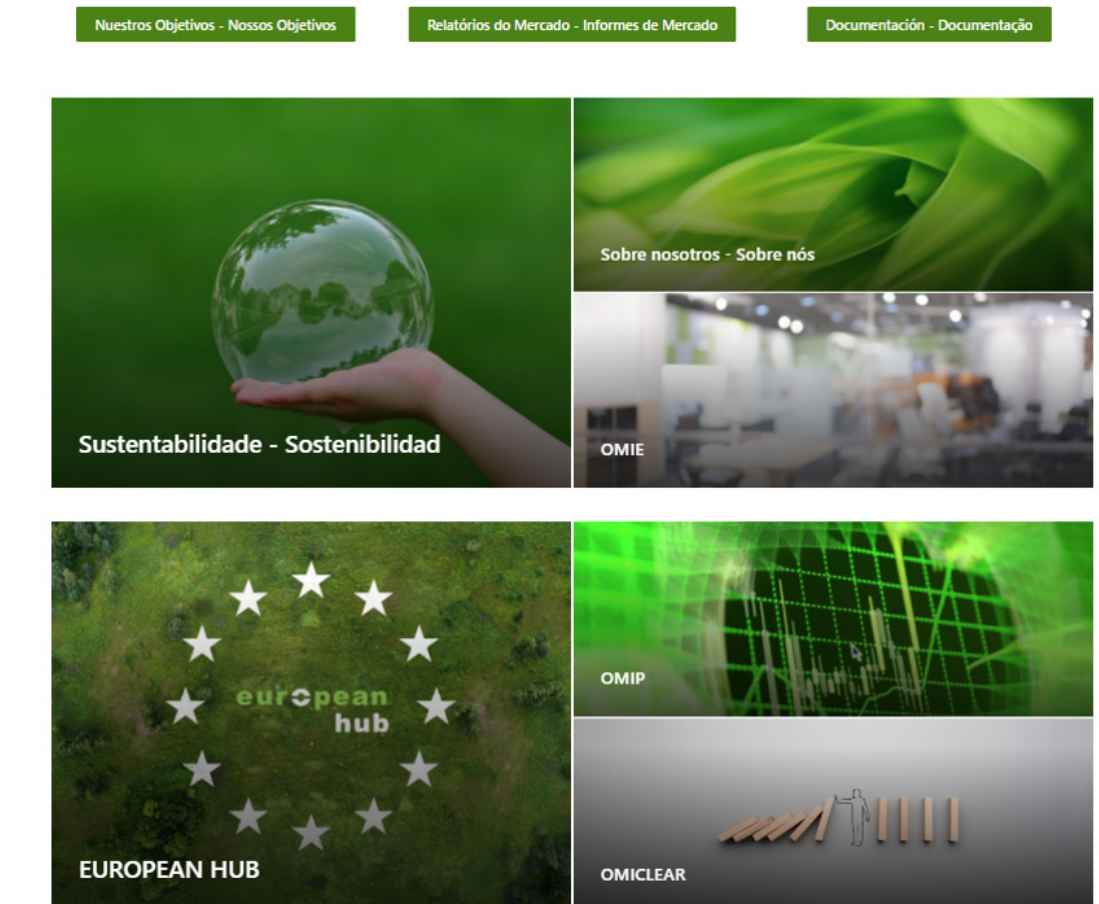 Nuestros Objetivos - Nossos Objetivos
Relatórios do Mercado - Informes de Mercado
Documentación - Documentação
Sustentabilidade - Sostenibilidad
Sobre nosotros - Sobre nós
OMIE
european
hub
EUROPEAN HUB
OMIP
OMICLEAR